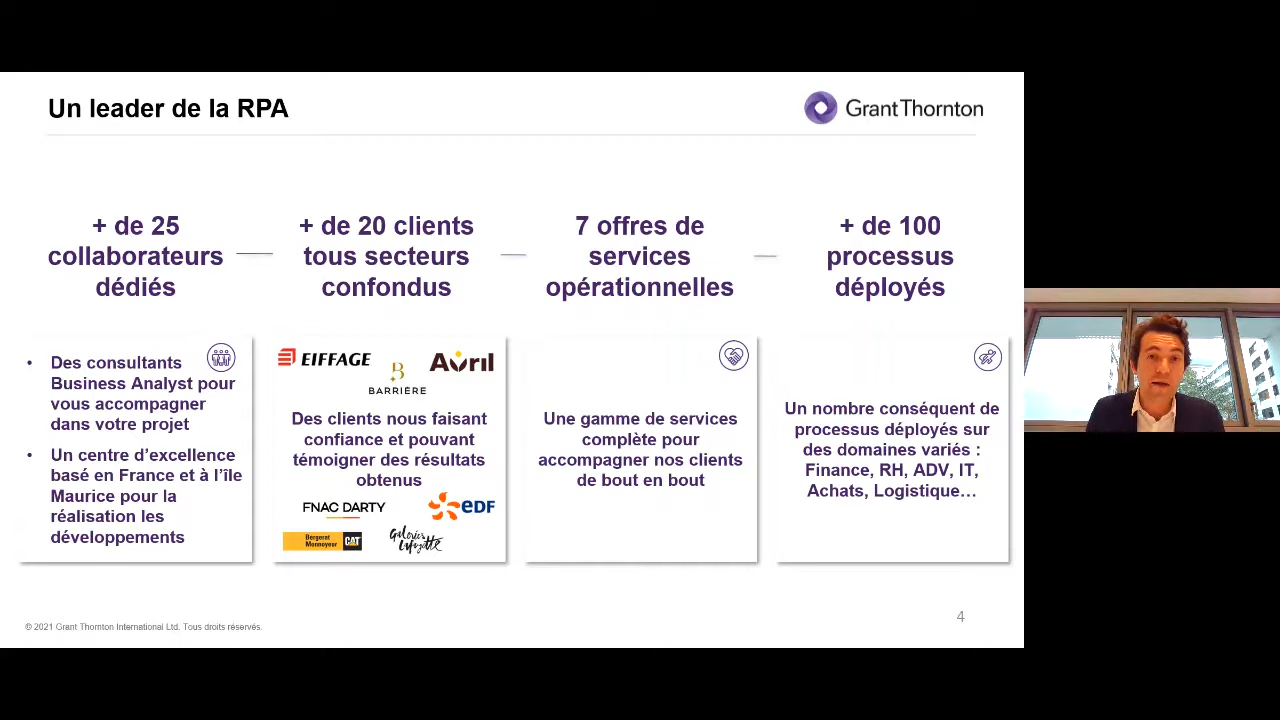 Un leader de la RPA
Grant Thornton
+ de 25
collaborateurs
dédiés
+ de 20 clients
tous secteurs
confondus
7 offres de
services
opérationnelles
+ de 100
processus
déployés
• Des consultants
Business Analyst pour
vous accompagner
dans votre projet
• Un centre d’excellence
basé en France et à l’île
Maurice pour la
réalisation les
développements
EIFFAGE
B
BARRIÈRE
Avril
Des clients nous faisant
confiance et pouvant
témoigner des résultats
obtenus
FNAC DARTY
eDF
Bergerat
Monnoyeur
CAT
Galeries
Lafayette
Une gamme de services
complète pour
accompagner nos clients
de bout en bout
Un nombre conséquent de
processus déployés sur
des domaines variés :
Finance, RH, ADV, IT,
Achats, Logistique…
© 2021 Grant Thornton International Ltd. Tous droits réservés.
4